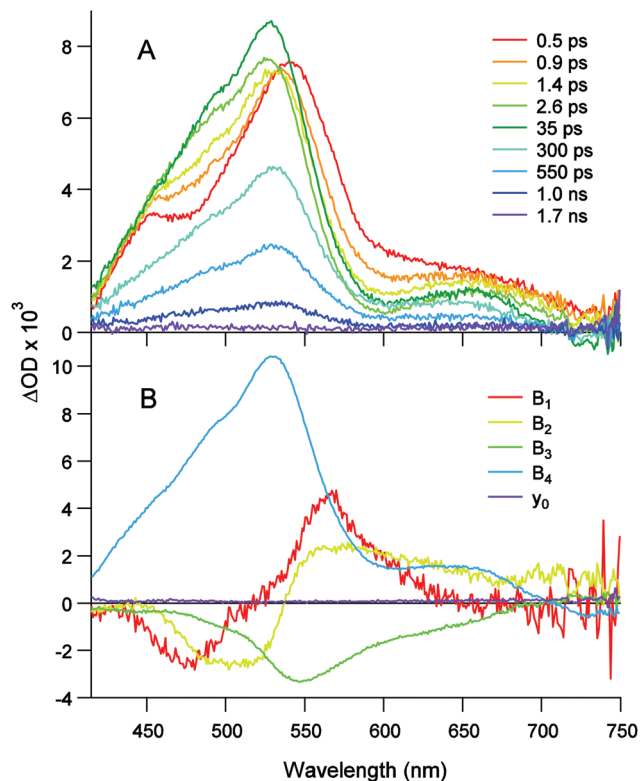 A
0.5 ps
0.9 ps
1.4 ps
2.6 ps
35 ps
300 ps
550 ps
1.0 ns
1.7 ns
8
6
4
2
0
ΔOD x 10³
B
B₁
B₂
B₃
B₄
y₀
10
8
6
4
2
0
-2
-4
450 500 550 600 650 700 750
Wavelength (nm)